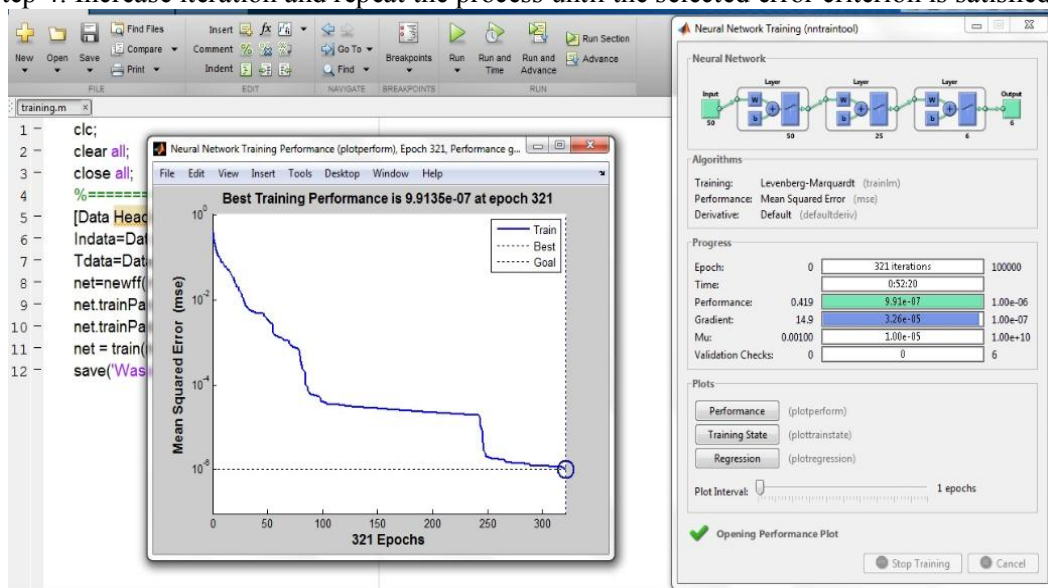 Step 4: Increase iteration and repeat the process until the selected error criterion is satisfied
Find Files
Compare
Print
New Open Save
FILE
Insert
Comment
Indent
EDIT
Go To
Find
NAVIGATE
Breakpoints
BREAKPOINTS
Run
Run and
Time
Run and
Advance
Run Section
Advance
RUN
training.m
1 – clc;
2 – clear all;
3 – close all;
4 %=======
5 – [Data Head
6 – Indata=Dat
7 – Tdata=Data
8 – net=newff(
9 – net.trainPa
10 – net.trainPa
11 – net = train(
12 – save('Was
Neural Network Training Performance (plotperform), Epoch 321, Performance g...
File Edit View Insert Tools Desktop Window Help
Best Training Performance is 9.9135e-07 at epoch 321
Train
Best
Goal
10^0
10^-2
10^-4
10^-6
Mean Squared Error (mse)
0 50 100 150 200 250 300
321 Epochs
Neural Network Training (nntraintool)
Neural Network
Layer Layer Layer
Input Output
W W W
b b b
50 50 25 6 6
Algorithms
Training: Levenberg-Marquardt (trainlm)
Performance: Mean Squared Error (mse)
Derivative: Default (defaultderiv)
Progress
Epoch: 0 321 iterations 100000
Time: 0:52:20
Performance: 0.419 9.91e-07 1.00e-06
Gradient: 14.9 3.26e-05 1.00e-07
Mu: 0.00100 1.00e-05 1.00e+10
Validation Checks: 0 0 6
Plots
Performance (plotperform)
Training State (plottrainstate)
Regression (plotregression)
Plot Interval: 1 epochs
Opening Performance Plot
Stop Training Cancel